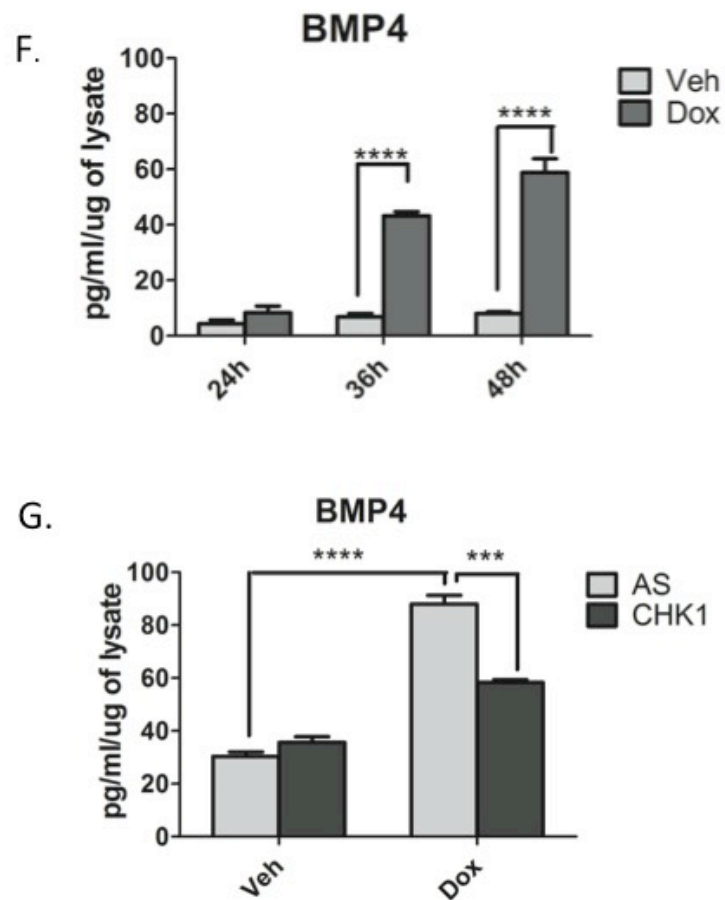 F.
BMP4
pg/ml/ug of lysate
100
80
60
40
20
0
****
****
Veh
Dox
24h
36h
48h
G.
BMP4
pg/ml/ug of lysate
100
80
60
40
20
0
****
***
AS
CHK1
Veh
Dox